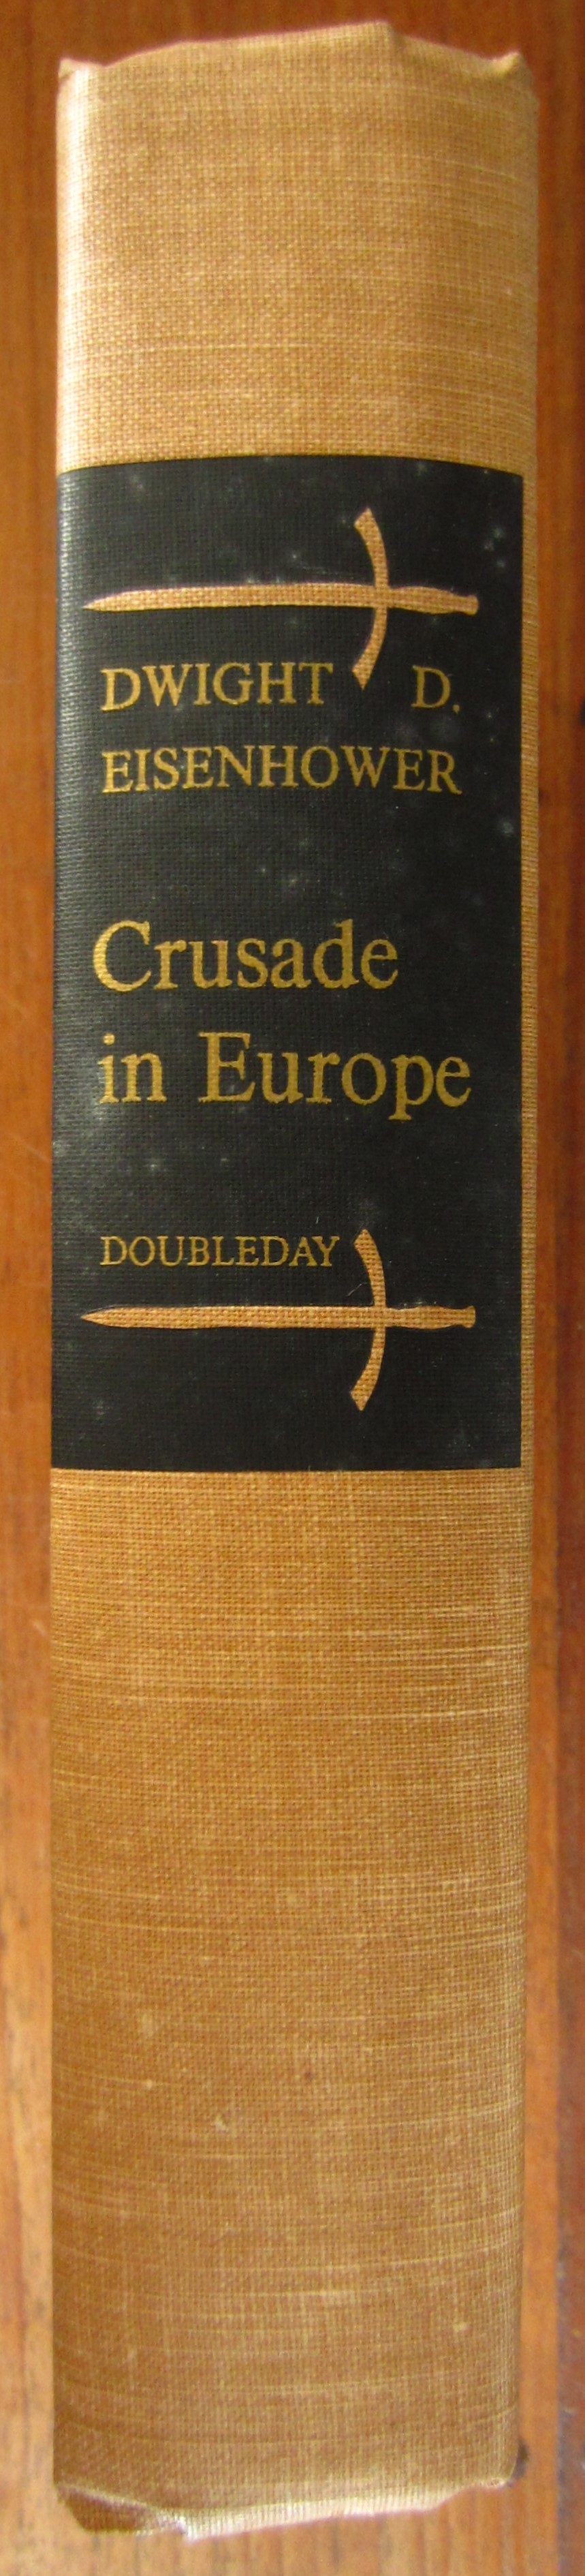 DWIGHT D.
EISENHOWER
Crusade
in Europe
DOUBLEDAY